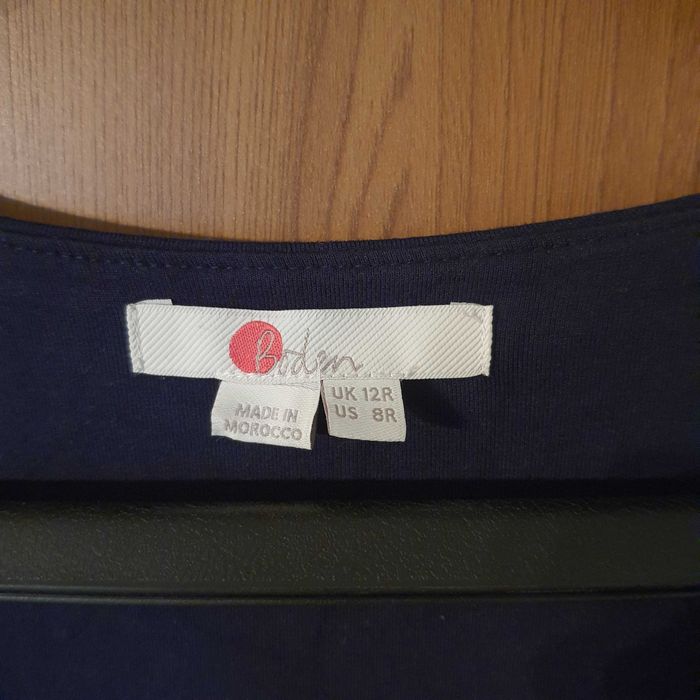 Boden
MADE IN
MOROCCO
UK 12R
US 8R